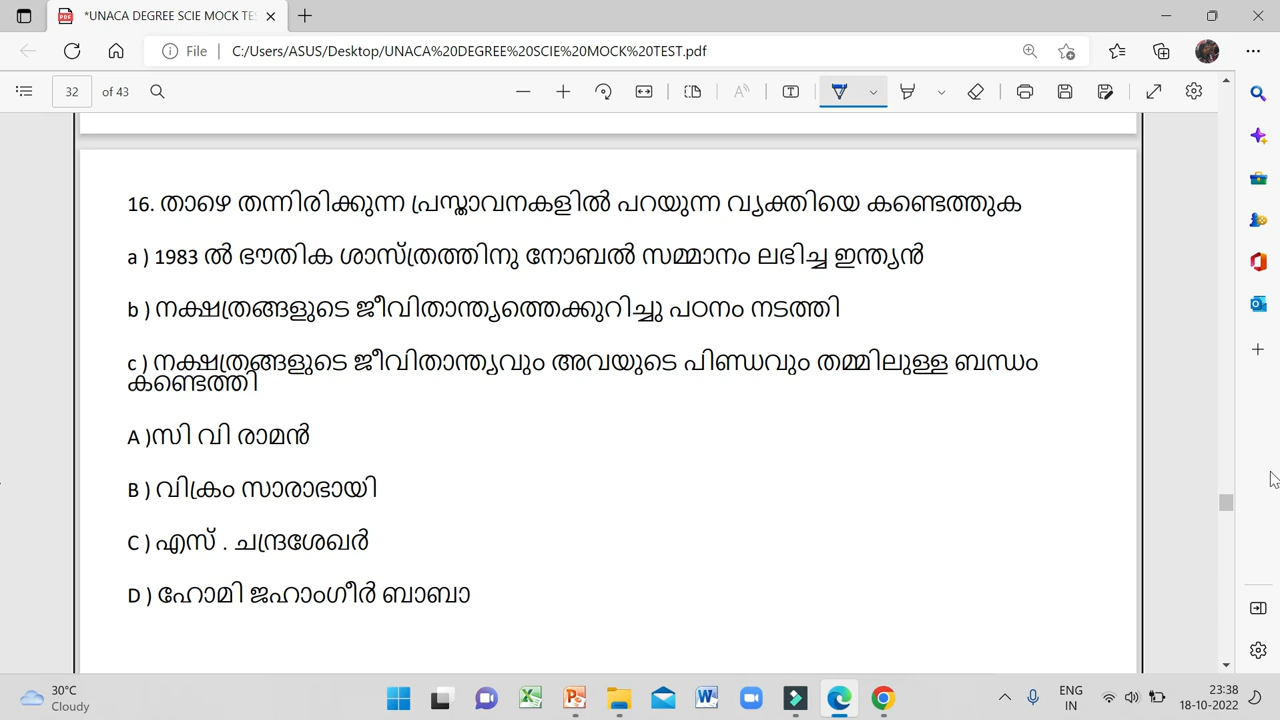 *UNACA DEGREE SCIE MOCK TES
File C:/Users/ASUS/Desktop/UNACA%20DEGREE%20SCIE%20MOCK%20TEST.pdf
32 of 43
16. താഴെ തന്നിരിക്കുന്ന പ്രസ്താവനകളിൽ പറയുന്ന വ്യക്തിയെ കണ്ടെത്തുക
a ) 1983 ൽ ഭൗതിക ശാസ്ത്രത്തിനു നോബൽ സമ്മാനം ലഭിച്ച ഇന്ത്യൻ
b ) നക്ഷത്രങ്ങളുടെ ജീവിതാന്ത്യത്തെക്കുറിച്ചു പഠനം നടത്തി
c ) നക്ഷത്രങ്ങളുടെ ജീവിതാന്ത്യവും അവയുടെ പിണ്ഡവും തമ്മിലുള്ള ബന്ധം
കണ്ടെത്തി
A )സി വി രാമൻ
B ) വിക്രം സാരാഭായി
C ) എസ് . ചന്ദ്രശേഖർ
D ) ഹോമി ജഹാംഗീർ ബാബാ
30°C
Cloudy
ENG
IN
23:38
18-10-2022